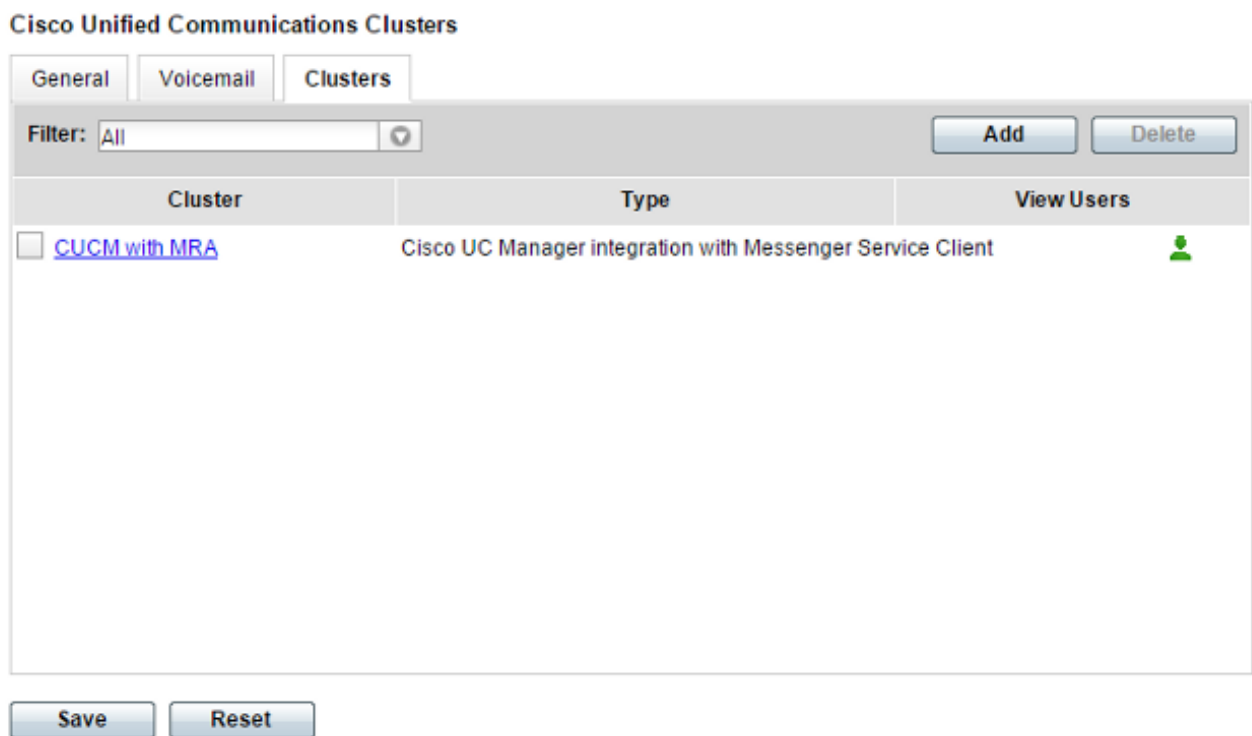 Cisco Unified Communications Clusters
General Voicemail Clusters
Filter: All Add Delete
Cluster Type View Users
CUCM with MRA Cisco UC Manager integration with Messenger Service Client
Save Reset